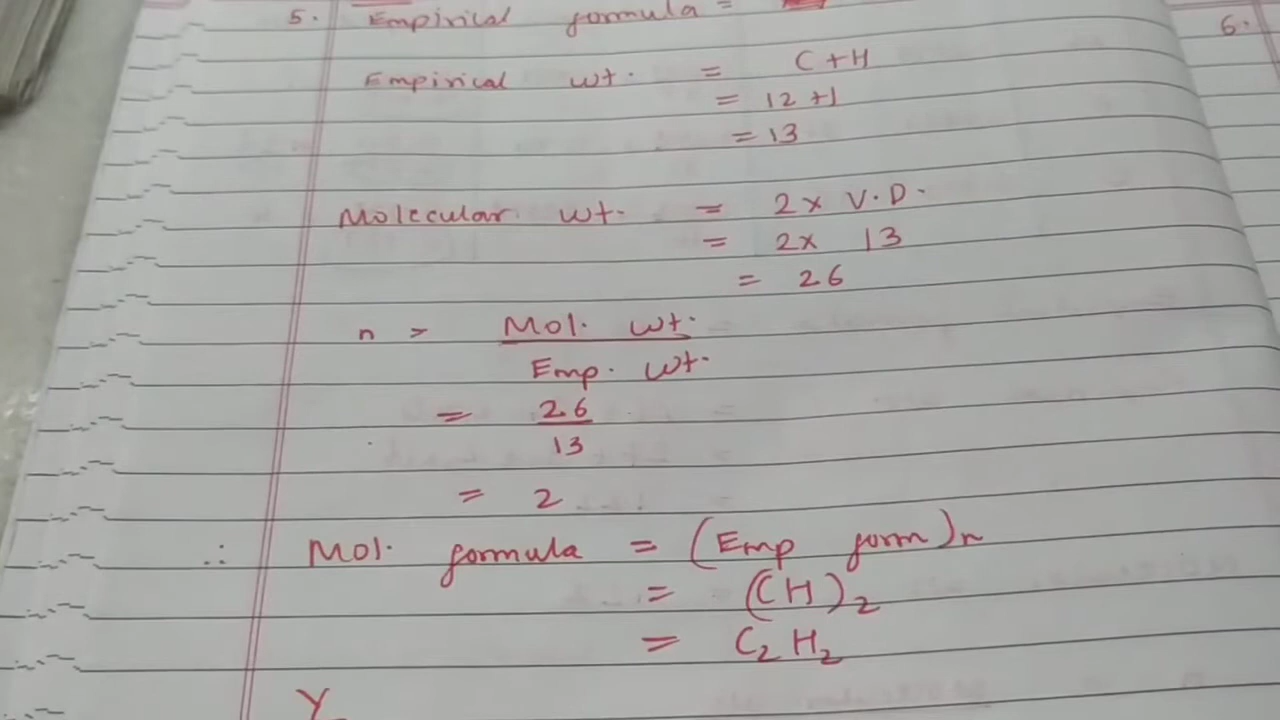 5. Empirical formula =
6.
Empirical wt. = C+H
= 12 +1
= 13
Molecular wt. = 2x V.D.
= 2x 13
= 26
n = Mol. wt.
Emp. wt.
= 26
13
= 2
∴ Mol. formula = (Emp form)n
= (CH)2
= C2H2
Y